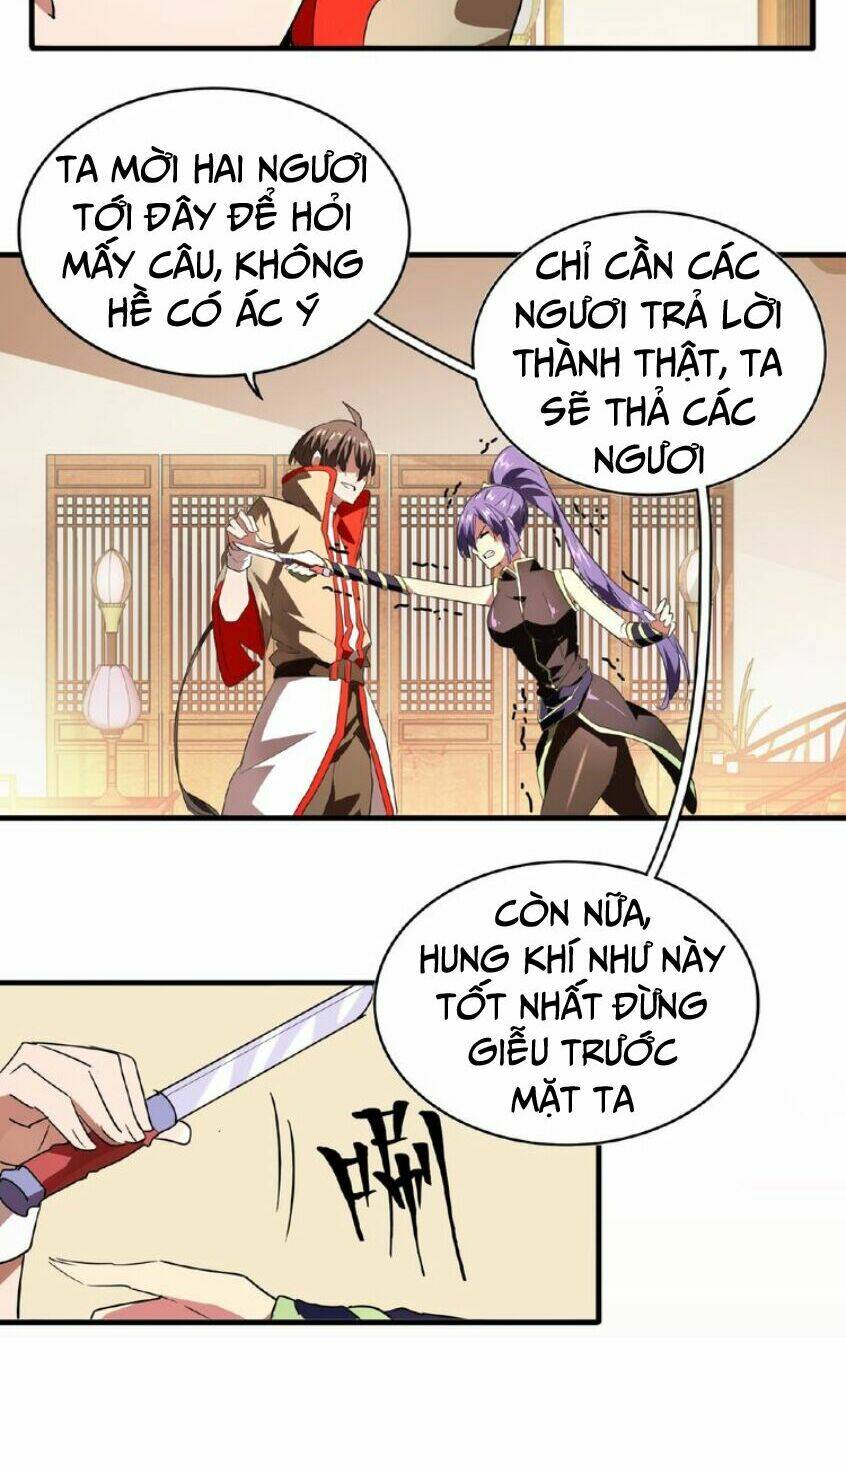 TA MỜI HAI NGƯƠI
TỚI ĐÂY ĐỂ HỎI
MẤY CÂU, KHÔNG
HỀ CÓ ÁC Ý
CHỈ CẦN CÁC
NGƯƠI TRẢ LỜI
THÀNH THẬT, TA
SẼ THẢ CÁC
NGƯƠI
CÒN NỮA,
HUNG KHÍ NHƯ NÀY
TỐT NHẤT ĐỪNG
GIỄU TRƯỚC
MẶT TA
唰